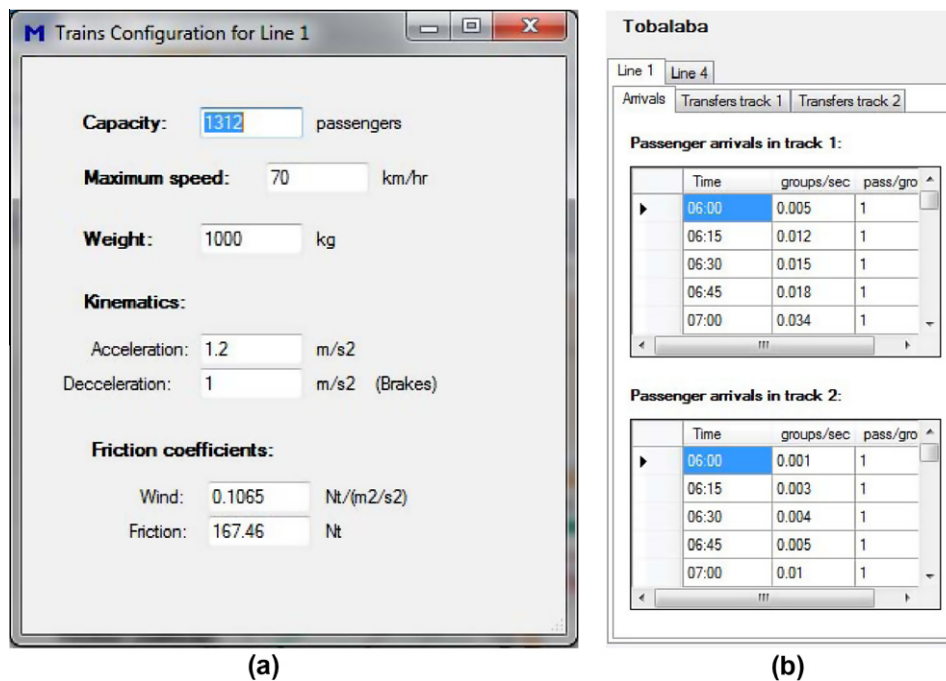 M Trains Configuration for Line 1
Capacity: 1312 passengers
Maximum speed: 70 km/hr
Weight: 1000 kg
Kinematics:
Acceleration: 1.2 m/s2
Decceleration: 1 m/s2 (Brakes)
Friction coefficients:
Wind: 0.1065 Nt/(m2/s2)
Friction: 167.46 Nt
(a)
Tobalaba
Line 1 Line 4
Arrivals Transfers track 1 Transfers track 2
Passenger arrivals in track 1:
Time groups/sec pass/gro
06:00 0.005 1
06:15 0.012 1
06:30 0.015 1
06:45 0.018 1
07:00 0.034 1
Passenger arrivals in track 2:
Time groups/sec pass/gro
06:00 0.001 1
06:15 0.003 1
06:30 0.004 1
06:45 0.005 1
07:00 0.01 1
(b)